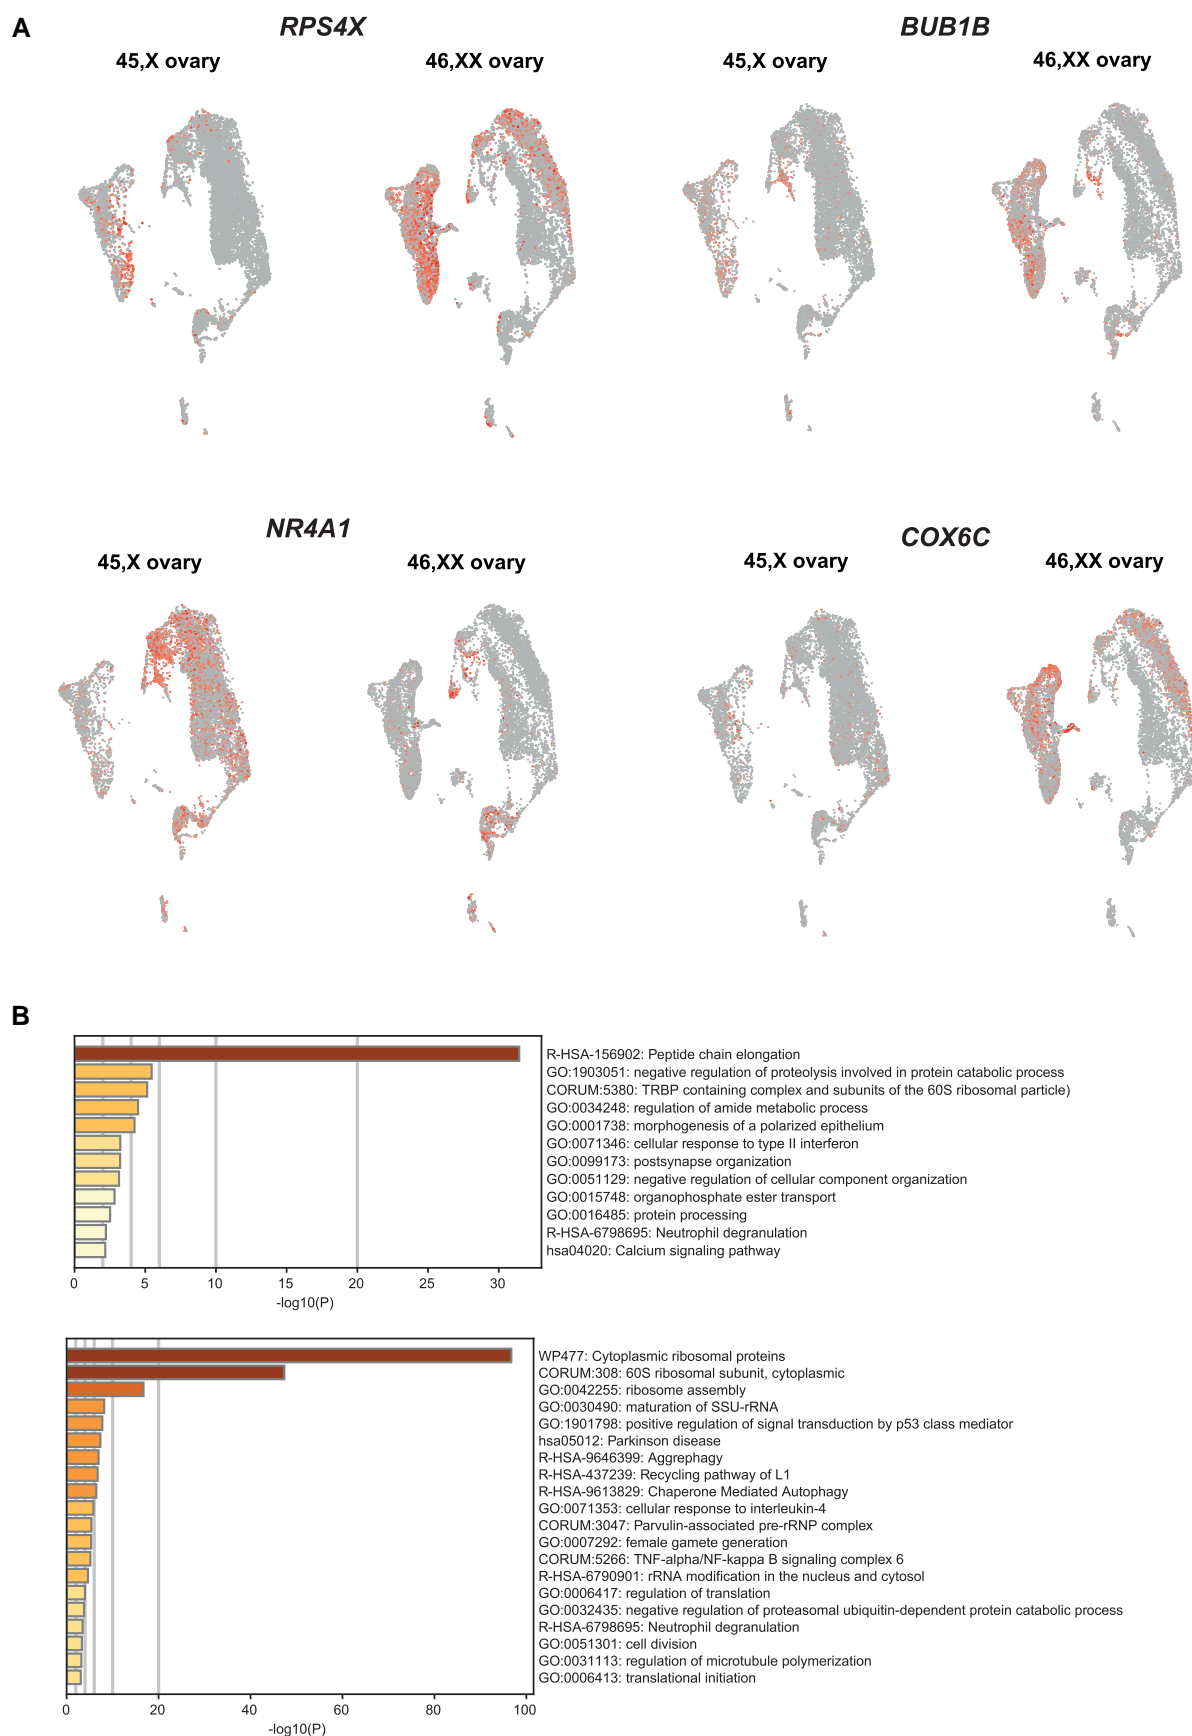 A
RPS4X
BUB1B
45,X ovary
46,XX ovary
45,X ovary
46,XX ovary
NR4A1
COX6C
45,X ovary
46,XX ovary
45,X ovary
46,XX ovary
B
R-HSA-156902: Peptide chain elongation
GO:1903051: negative regulation of proteolysis involved in protein catabolic process
CORUM:5380: TRBP containing complex and subunits of the 60S ribosomal particle)
GO:0034248: regulation of amide metabolic process
GO:0001738: morphogenesis of a polarized epithelium
GO:0071346: cellular response to type II interferon
GO:0099173: postsynapse organization
GO:0051129: negative regulation of cellular component organization
GO:0015748: organophosphate ester transport
GO:0016485: protein processing
R-HSA-6798695: Neutrophil degranulation
hsa04020: Calcium signaling pathway
0 5 10 15 20 25 30
-log10(P)
WP477: Cytoplasmic ribosomal proteins
CORUM:308: 60S ribosomal subunit, cytoplasmic
GO:0042255: ribosome assembly
GO:0030490: maturation of SSU-rRNA
GO:1901798: positive regulation of signal transduction by p53 class mediator
hsa05012: Parkinson disease
R-HSA-9646399: Aggrephagy
R-HSA-437239: Recycling pathway of L1
R-HSA-9613829: Chaperone Mediated Autophagy
GO:0071353: cellular response to interleukin-4
CORUM:3047: Parvulin-associated pre-rRNP complex
GO:0007292: female gamete generation
CORUM:5266: TNF-alpha/NF-kappa B signaling complex 6
R-HSA-6790901: rRNA modification in the nucleus and cytosol
GO:0006417: regulation of translation
GO:0032435: negative regulation of proteasomal ubiquitin-dependent protein catabolic process
R-HSA-6798695: Neutrophil degranulation
GO:0051301: cell division
GO:0031113: regulation of microtubule polymerization
GO:0006413: translational initiation
0 20 40 60 80 100
-log10(P)